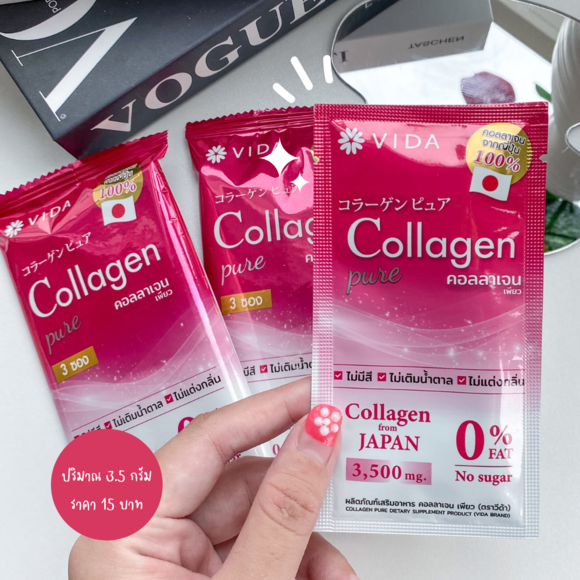 VOGUE
TASCHEN
VIDA
100%
コラーゲン ピュア
Collagen
pure
คอลลาเจน
เพียว
3 ซอง
ไม่มีสี ไม่เติมน้ำตาล ไม่แต่งกลิ่น
VIDA
Collagen
pure
3 ซอง
VIDA
คอลลาเจน
จากญี่ปุ่น
100%
コラーゲン ピュア
Collagen
pure
คอลลาเจน
เพียว
ไม่มีสี ไม่เติมน้ำตาล ไม่แต่งกลิ่น
Collagen
from
JAPAN
3,500 mg.
0% FAT
No sugar
ผลิตภัณฑ์เสริมอาหาร คอลลาเจน เพียว (ตราวีด้า)
COLLAGEN PURE DIETARY SUPPLEMENT PRODUCT (VIDA BRAND)
ปริมาณ 3.5 กรัม
ราคา 15 บาท